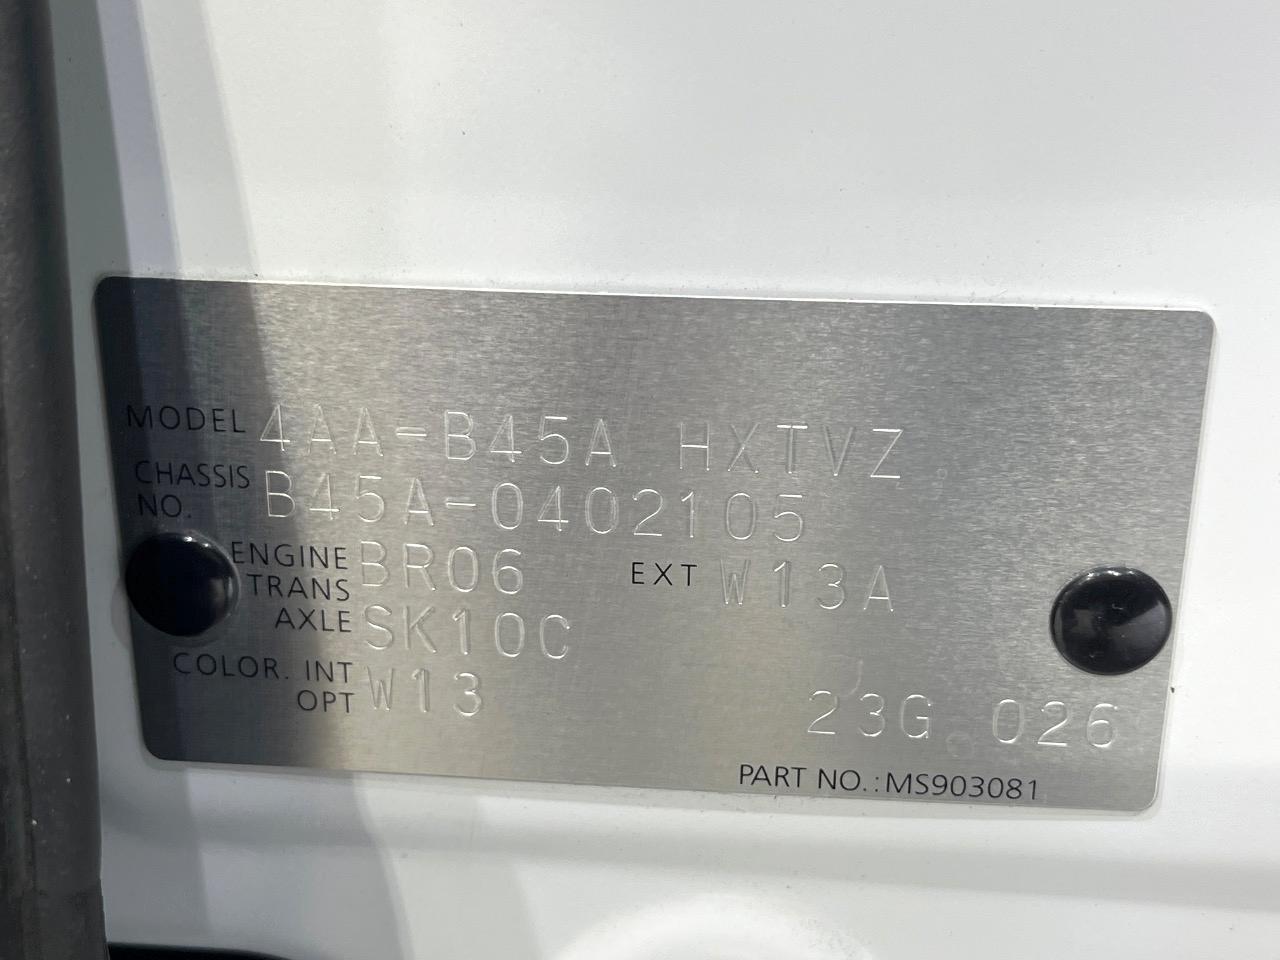 MODEL 4AA-B45A HXTVZ
CHASSIS NO. B45A-0402105
ENGINE BR06 EXT W13A
TRANS AXLE SK10C
COLOR. INT OPT W13
23G 026
PART NO.:MS903081